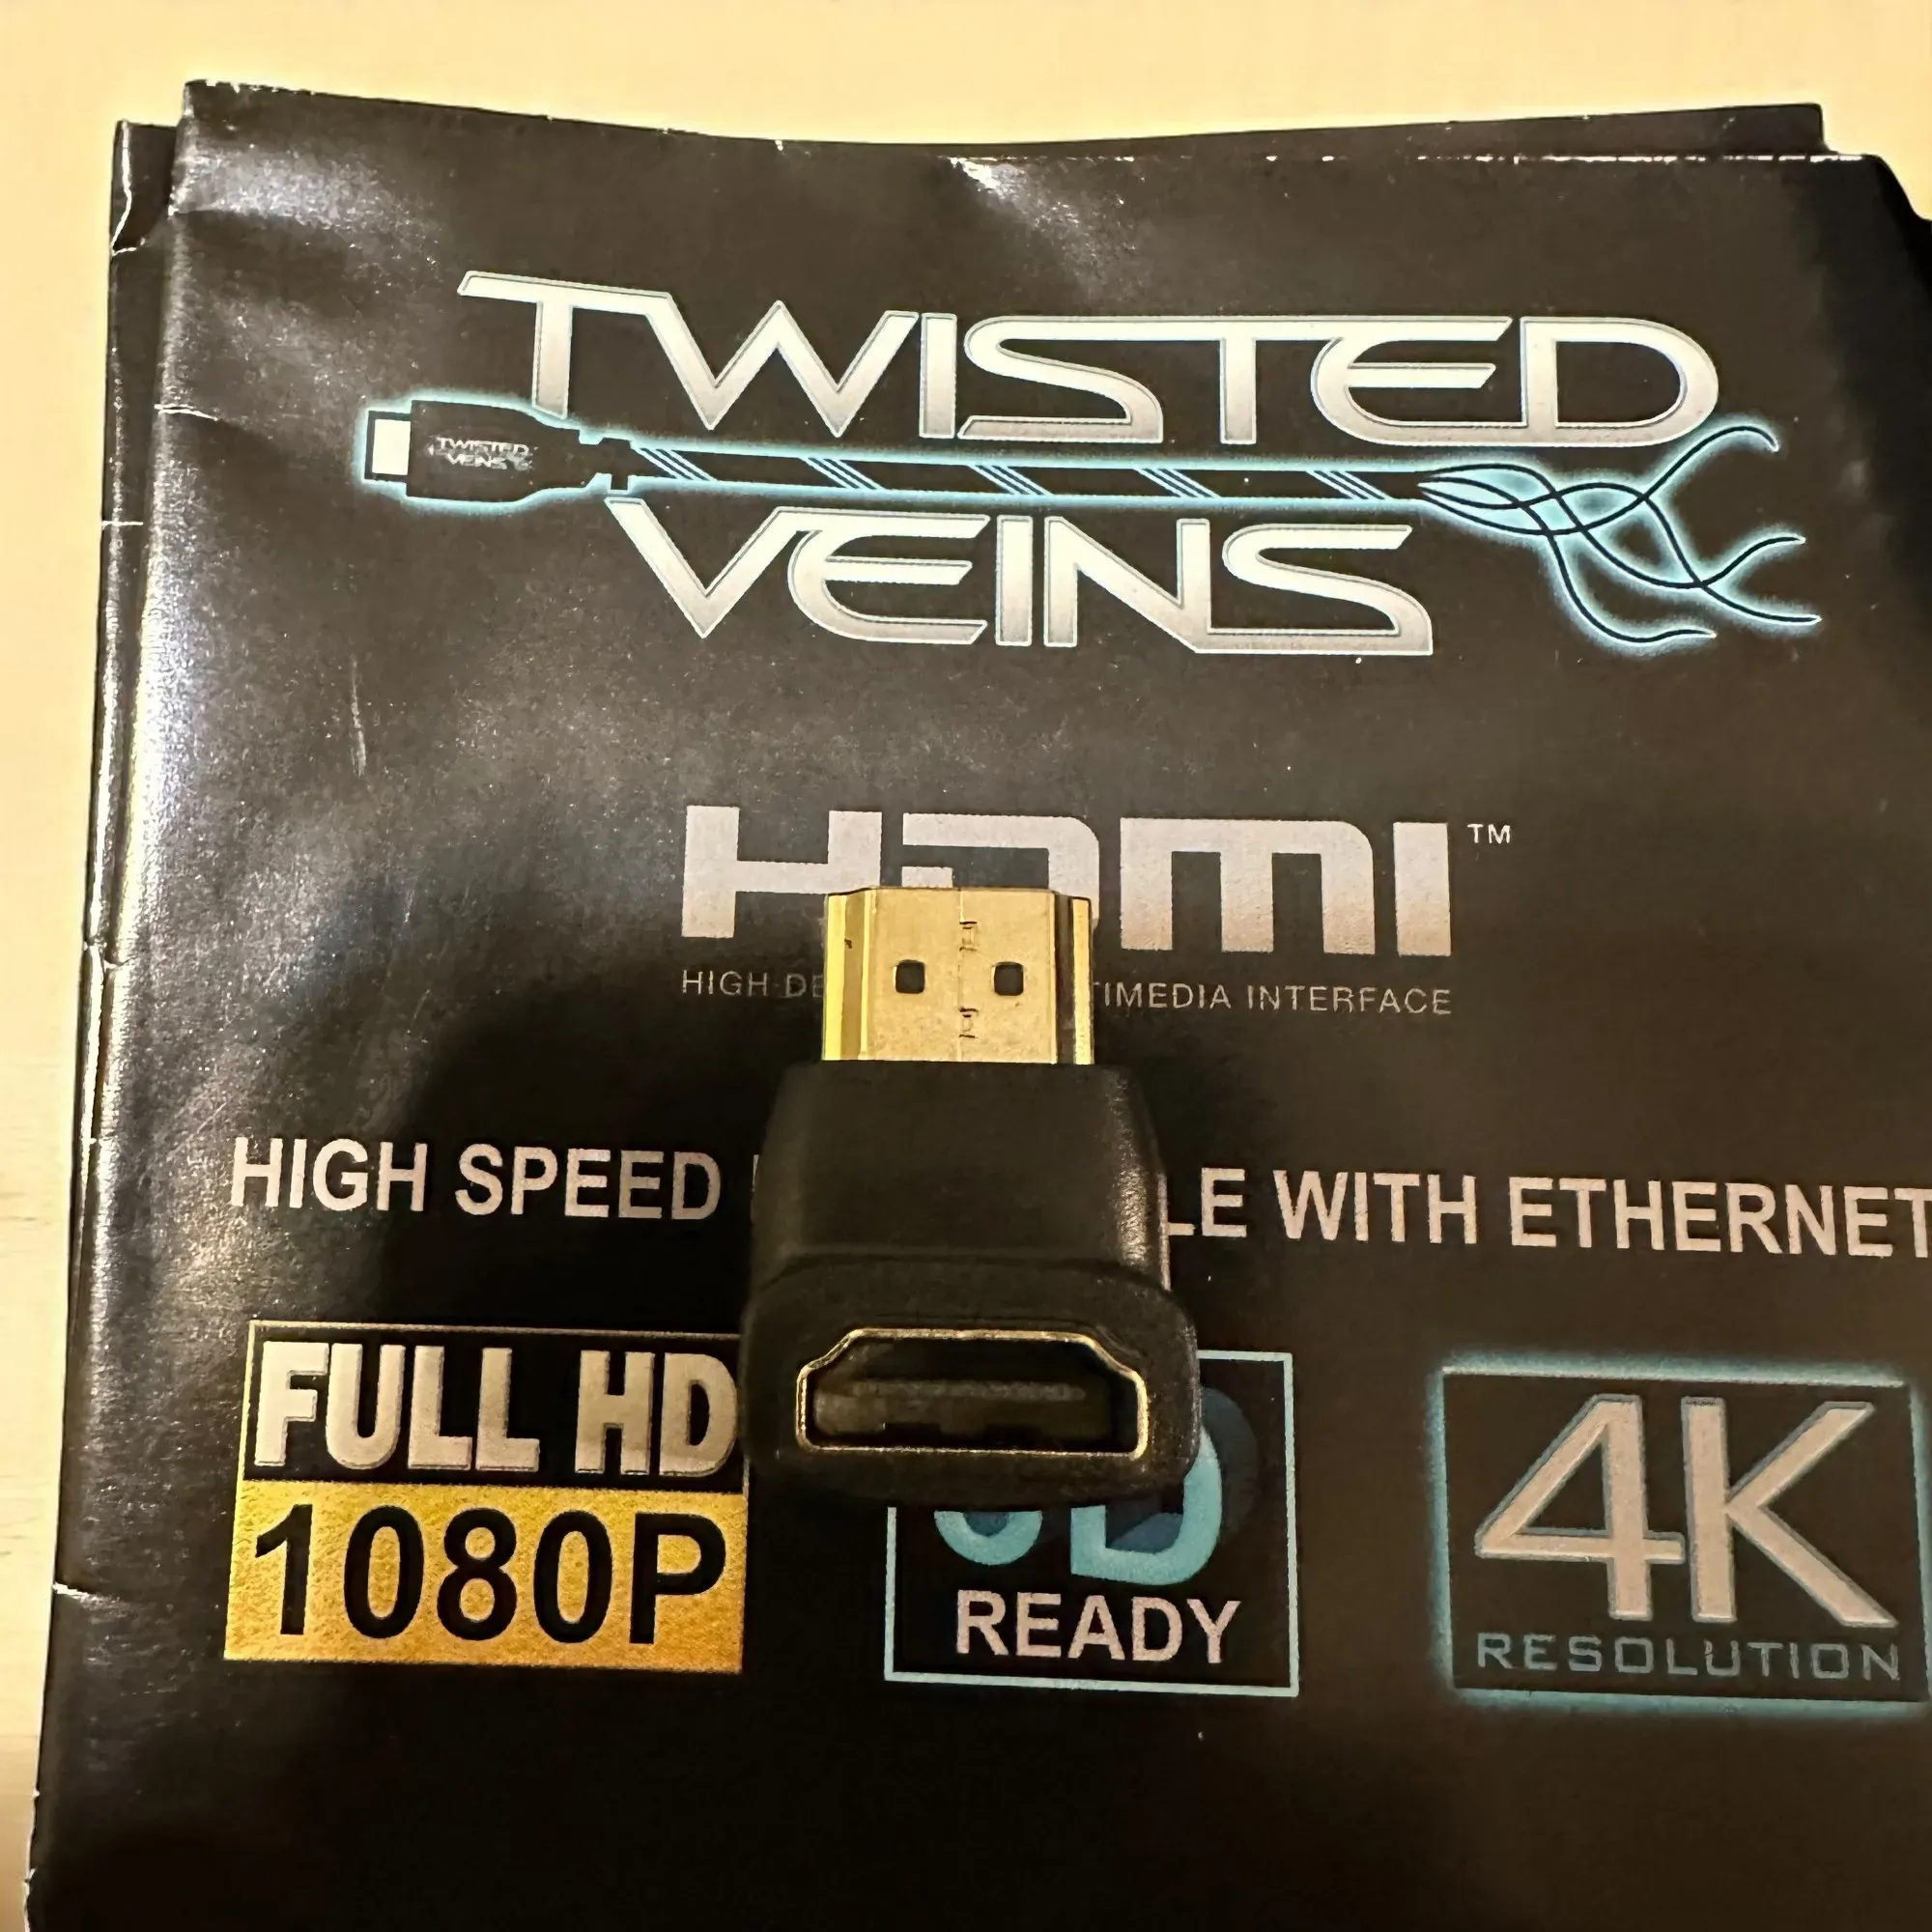 TWISTED
TWISTED
VEINS
VEINS
HDMI™
HIGH-DE TIMEDIA INTERFACE
HIGH SPEED LE WITH ETHERNET
FULL HD
1080P
3D
READY
4K
RESOLUTION